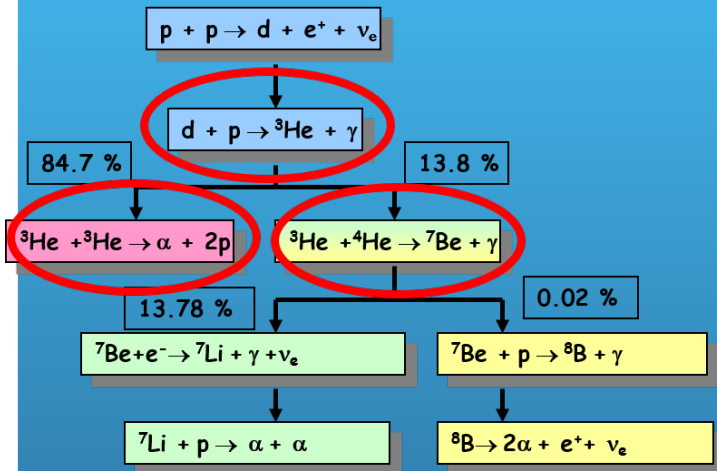 p + p → d + e⁺ + νₑ
d + p → ³He + γ
84.7 %
13.8 %
³He +³He → α + 2p
³He +⁴He → ⁷Be + γ
13.78 %
0.02 %
⁷Be+e⁻→ ⁷Li + γ +νₑ
⁷Be + p → ⁸B + γ
⁷Li + p → α + α
⁸B→ 2α + e⁺+ νₑ